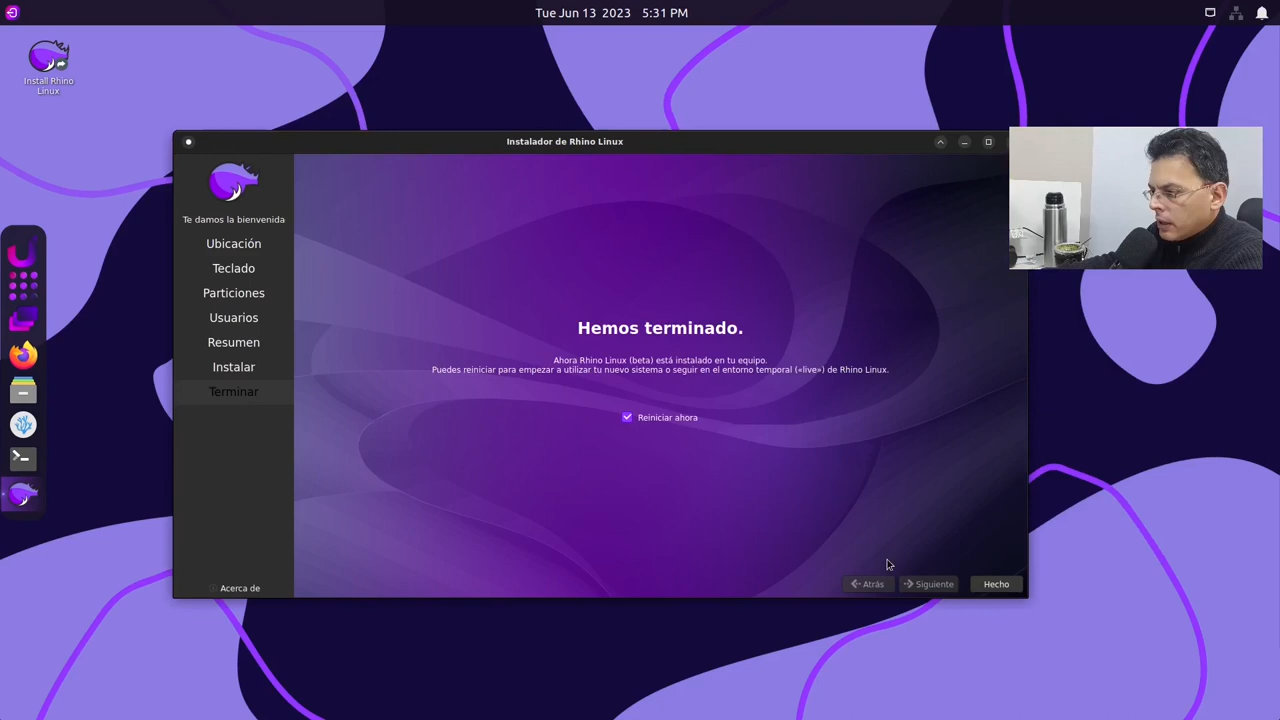 Tue Jun 13 2023 5:31 PM
Install Rhino
Linux
Instalador de Rhino Linux
Te damos la bienvenida
Ubicación
Teclado
Particiones
Usuarios
Resumen
Instalar
Terminar
Acerca de
Hemos terminado.
Ahora Rhino Linux (beta) está instalado en tu equipo.
Puedes reiniciar para empezar a utilizar tu nuevo sistema o seguir en el entorno temporal («live») de Rhino Linux.
Reiniciar ahora
Atrás
Siguiente
Hecho